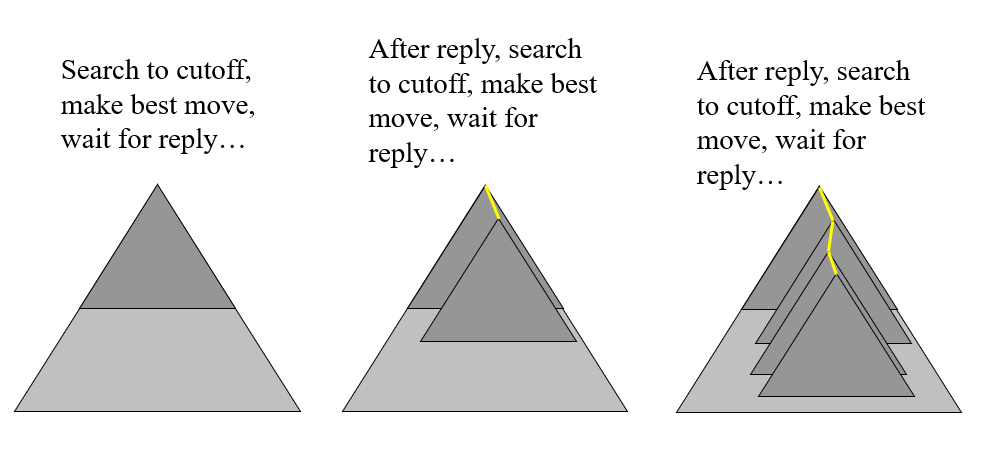 Search to cutoff,
make best move,
wait for reply…
After reply, search
to cutoff, make best
move, wait for
reply…
After reply, search
to cutoff, make best
move, wait for
reply…